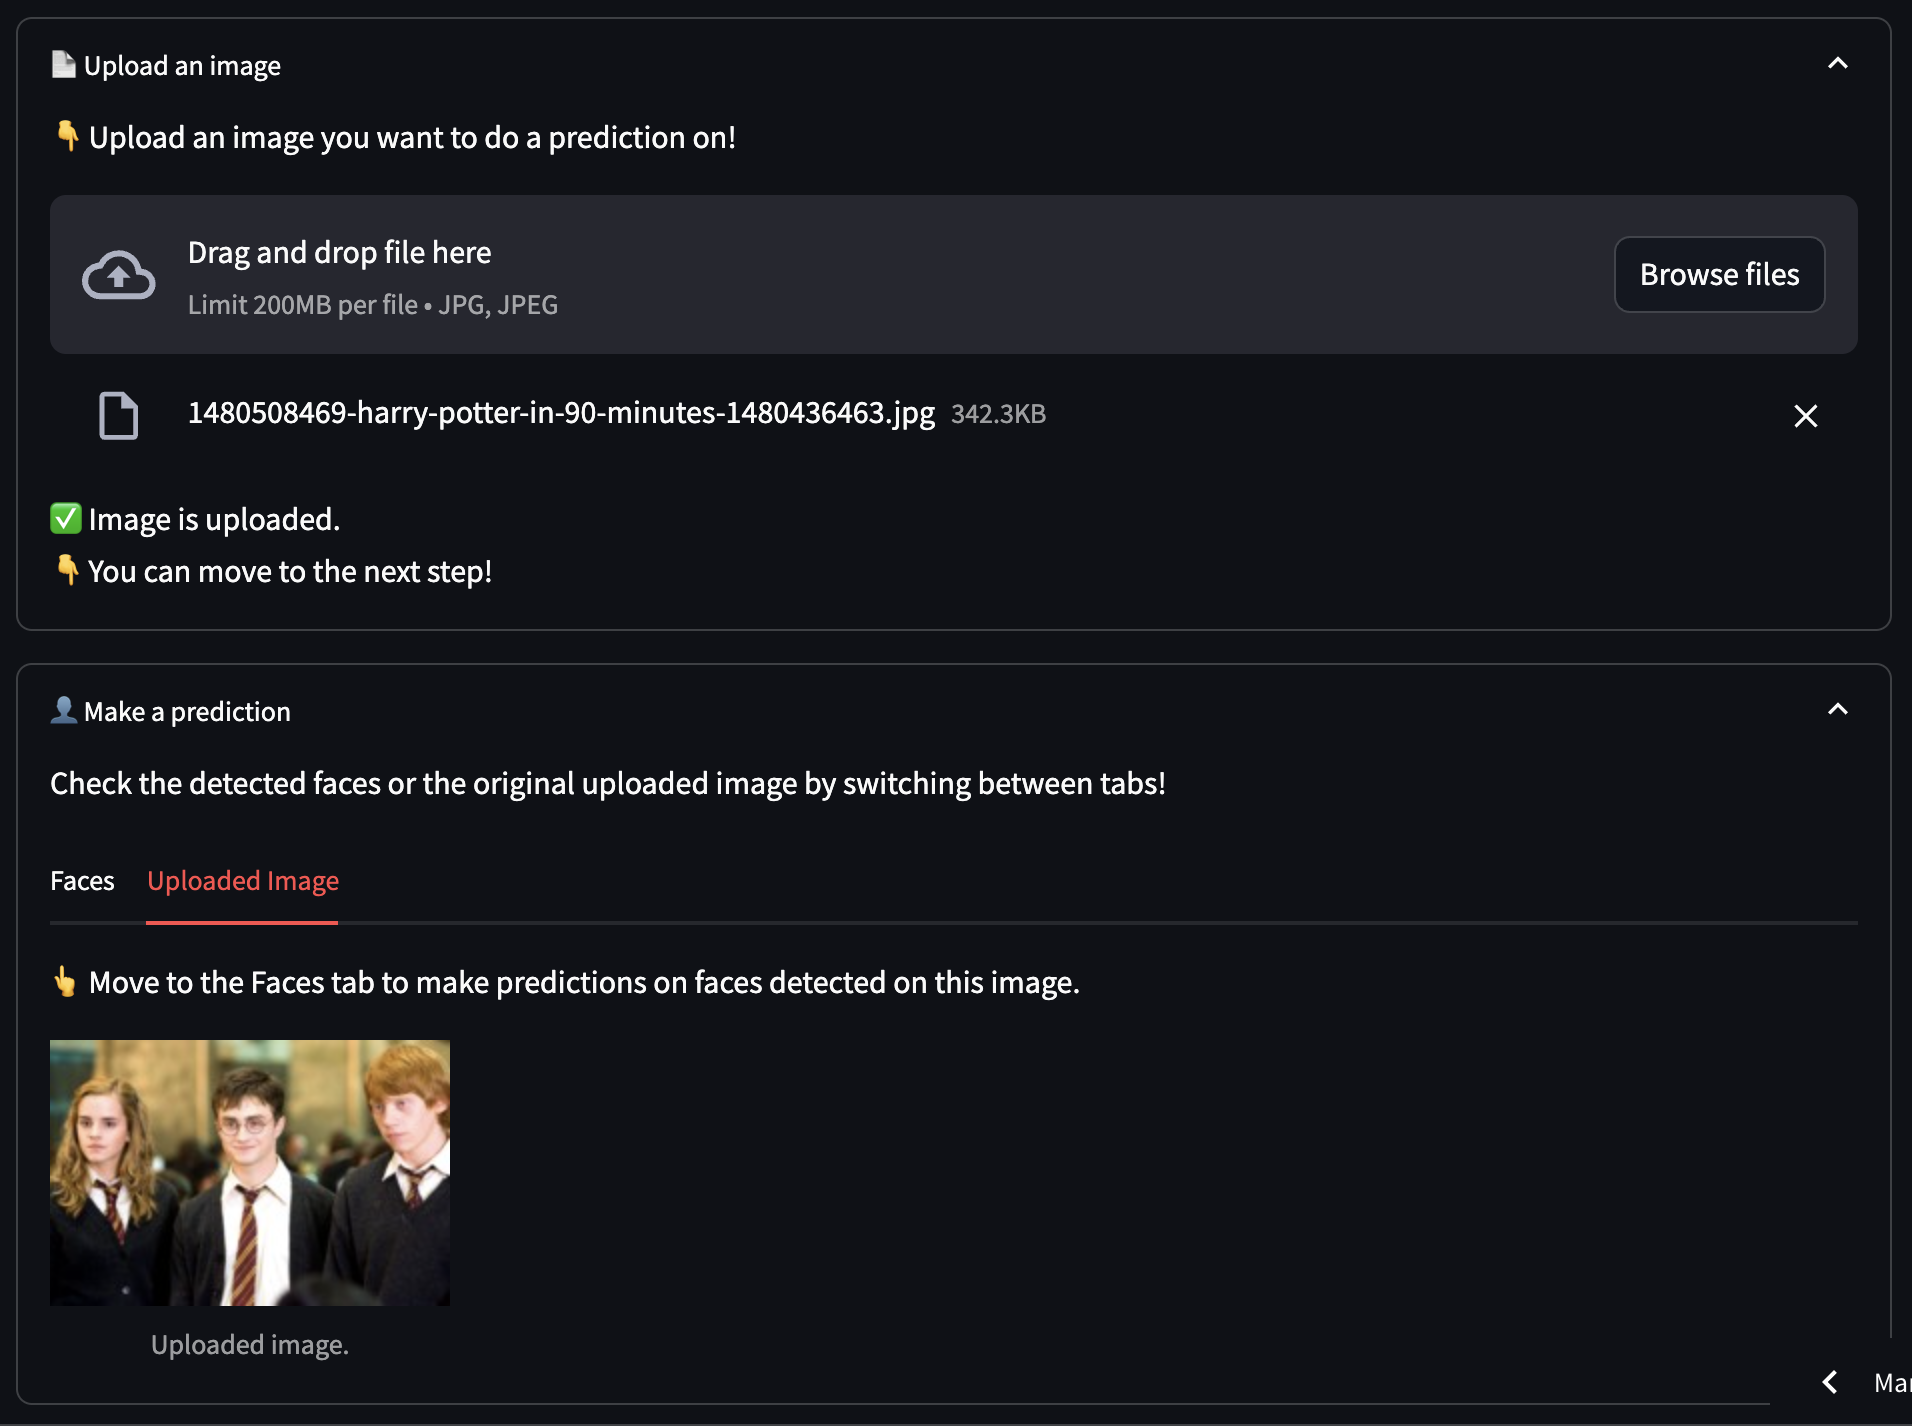 Upload an image
Upload an image you want to do a prediction on!
Drag and drop file here
Limit 200MB per file • JPG, JPEG
Browse files
1480508469-harry-potter-in-90-minutes-1480436463.jpg 342.3KB
Image is uploaded.
You can move to the next step!
Make a prediction
Check the detected faces or the original uploaded image by switching between tabs!
Faces Uploaded Image
Move to the Faces tab to make predictions on faces detected on this image.
Uploaded image.